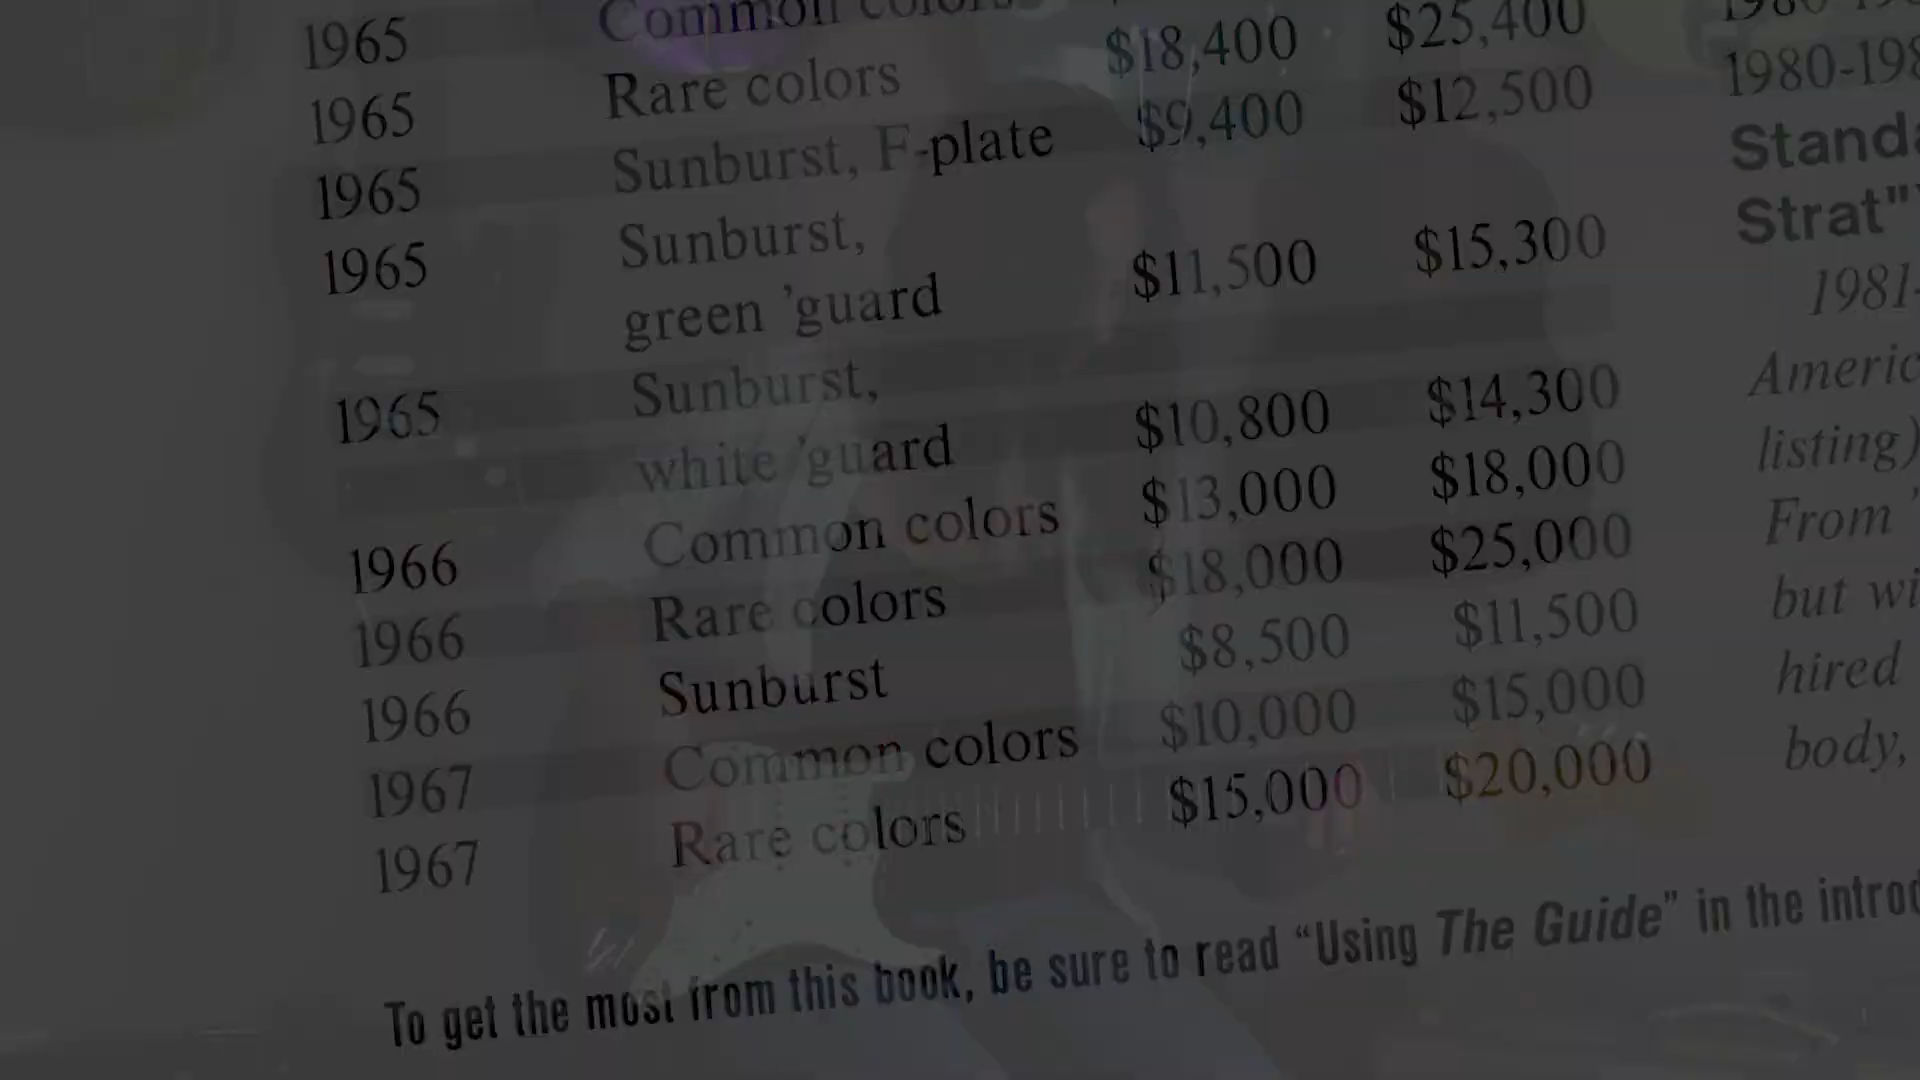 1965 Common colors
1965 Rare colors $18,400 $25,400
1965 Sunburst, F-plate $9,400 $12,500
1965 Sunburst,
green 'guard $11,500 $15,300
1965 Sunburst,
white 'guard $10,800 $14,300
1966 Common colors $13,000 $18,000
1966 Rare colors $18,000 $25,000
1966 Sunburst $8,500 $11,500
1967 Common colors $10,000 $15,000
1967 Rare colors $15,000 $20,000
1980-198
Standa
Strat"
1981-
Americ
listing)
From '
but wi
hired
body,
To get the most from this book, be sure to read “Using The Guide” in the introd